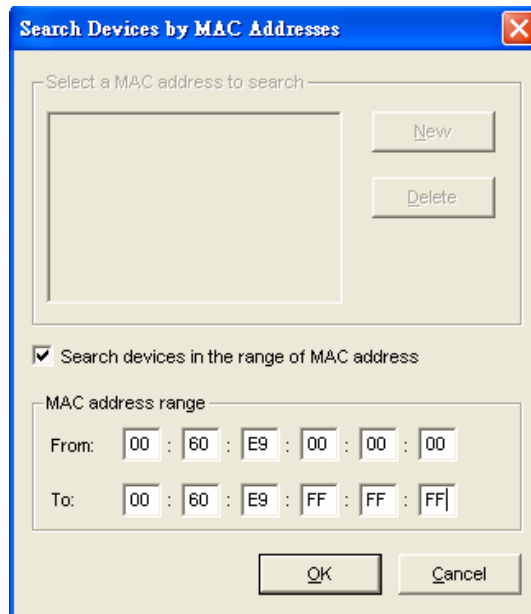 Search Devices by MAC Addresses
Select a MAC address to search
New
Delete
Search devices in the range of MAC address
MAC address range
From: 00 : 60 : E9 : 00 : 00 : 00
To: 00 : 60 : E9 : FF : FF : FF
OK Cancel